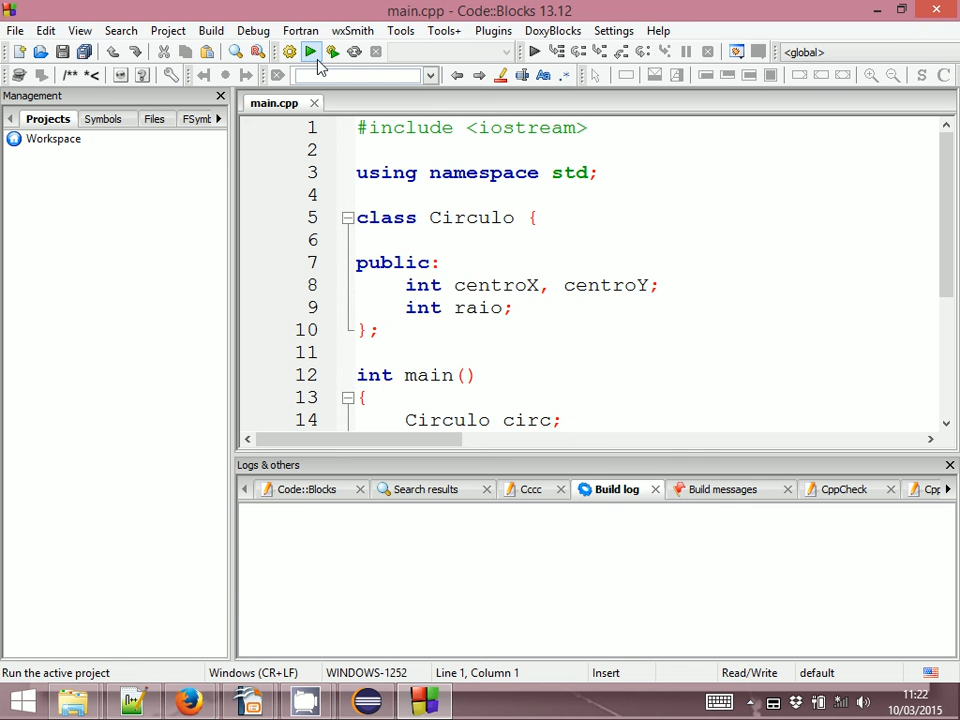 main.cpp - Code::Blocks 13.12
File Edit View Search Project Build Debug Fortran wxSmith Tools Tools+ Plugins DoxyBlocks Settings Help
<global>
/** *<
Aa .* S C
Management
main.cpp
Projects Symbols Files FSymb
Workspace
1 #include <iostream>
2
3 using namespace std;
4
5 class Circulo {
6
7 public:
8 int centroX, centroY;
9 int raio;
10 };
11
12 int main()
13 {
14 Circulo circ;
Logs & others
Code::Blocks Search results Cccc Build log Build messages CppCheck Cpp
Run the active project Windows (CR+LF) WINDOWS-1252 Line 1, Column 1 Insert Read/Write default
11:22
10/03/2015